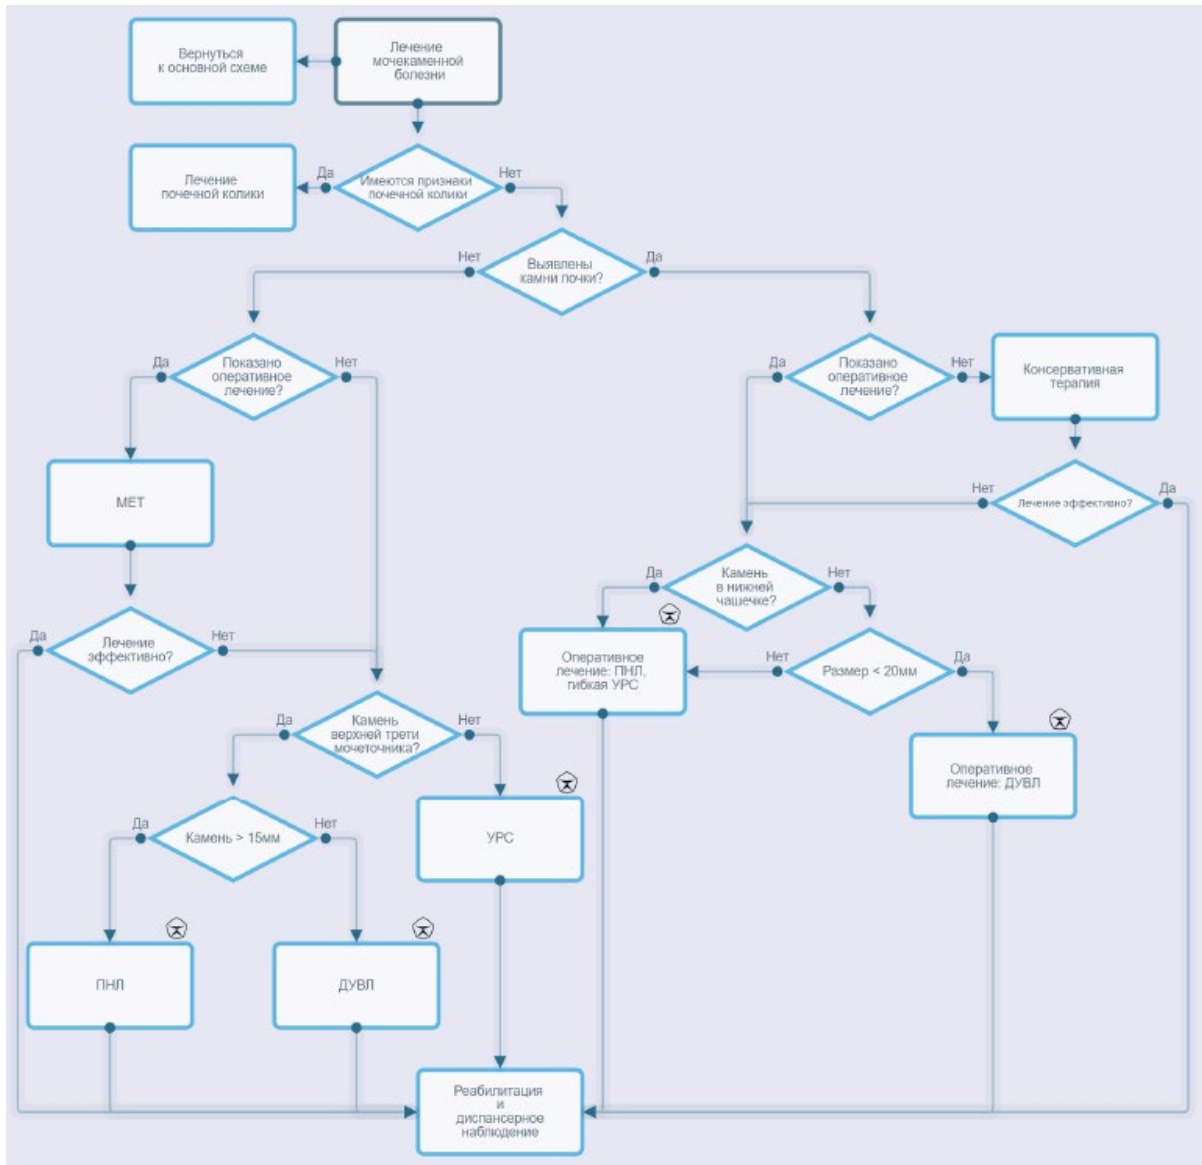 Вернуться
к основной схеме
Лечение
мочекаменной
болезни
Лечение
почечной колики
Да
Имеются признаки
почечной колики
Нет
Нет
Выявлены
камни почки?
Да
Да
Показано
оперативное
лечение?
Нет
Да
Показано
оперативное
лечение?
Нет
Консервативная
терапия
МЕТ
Нет
Лечение эффективно?
Да
Да
Камень
в нижней
чашечке?
Нет
Да
Лечение
эффективно?
Нет
Оперативное
лечение: ПНЛ,
гибкая УРС
Нет
Размер < 20мм
Да
Да
Камень
верхней трети
мочеточника?
Нет
Оперативное
лечение: ДУВЛ
Да
Камень > 15мм
Нет
УРС
ПНЛ
ДУВЛ
Реабилитация
и
диспансерное
наблюдение